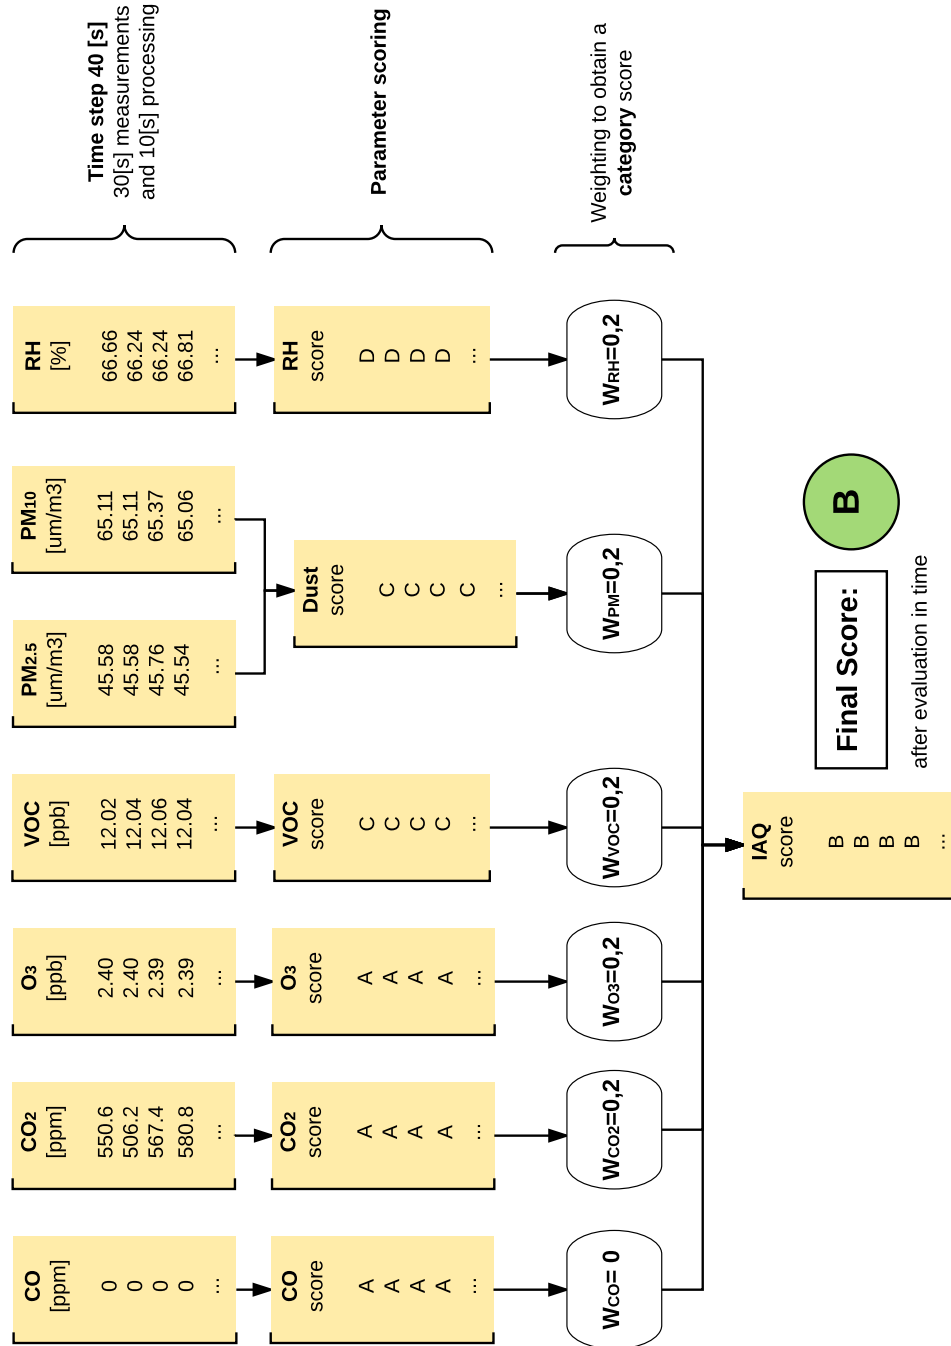 CO
[ppm]
0
0
0
0
...
CO2
[ppm]
550.6
506.2
567.4
580.8
...
O3
[ppb]
2.40
2.40
2.39
2.39
...
VOC
[ppb]
12.02
12.04
12.06
12.04
...
PM2.5
[um/m3]
45.58
45.58
45.76
45.54
...
PM10
[um/m3]
65.11
65.11
65.37
65.06
...
RH
[%]
66.66
66.24
66.24
66.81
...
Time step 40 [s]
30[s] measurements
and 10[s] processing
CO
score
A
A
A
A
...
CO2
score
A
A
A
A
...
O3
score
A
A
A
A
...
VOC
score
C
C
C
C
...
Dust
score
C
C
C
C
...
RH
score
D
D
D
D
...
Parameter scoring
WCO= 0
WCO2=0,2
WO3=0,2
WVOC=0,2
WPM=0,2
WRH=0,2
Weighting to obtain a
category score
IAQ
score
B
B
B
B
...
Final Score:
B
after evaluation in time